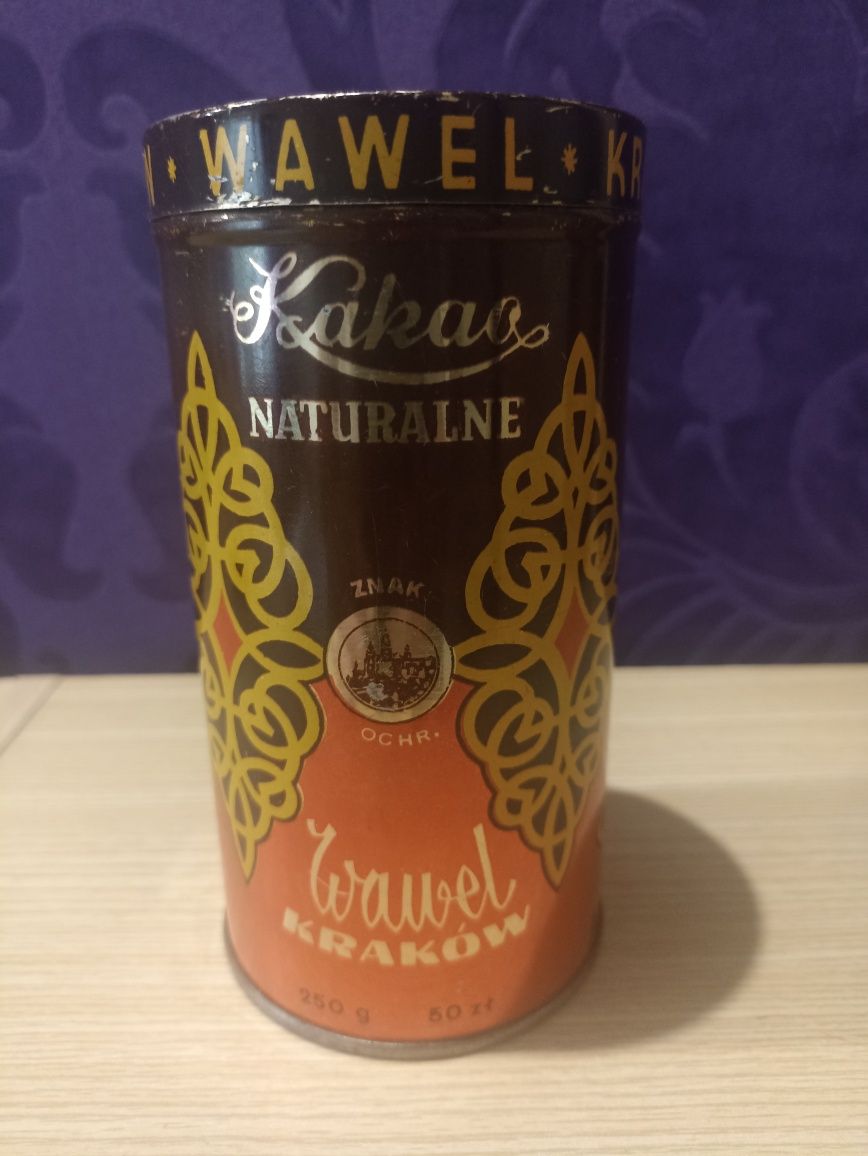 * WAWEL *
Kakao
NATURALNE
ZNAK
OCHR.
Wawel
KRAKÓW
250 g 50 zł